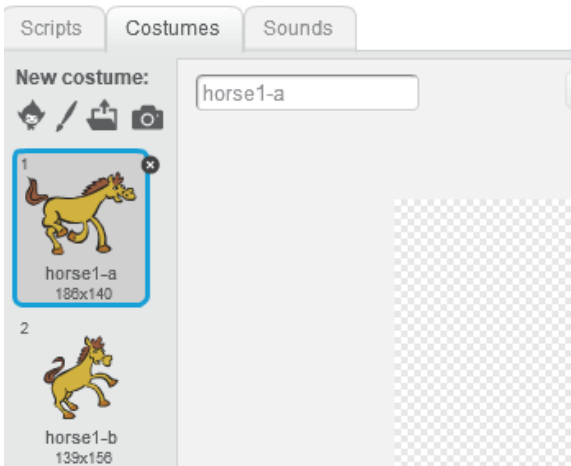 Scripts Costumes Sounds
New costume:
horse1-a
1
horse1-a
186x140
2
horse1-b
139x156